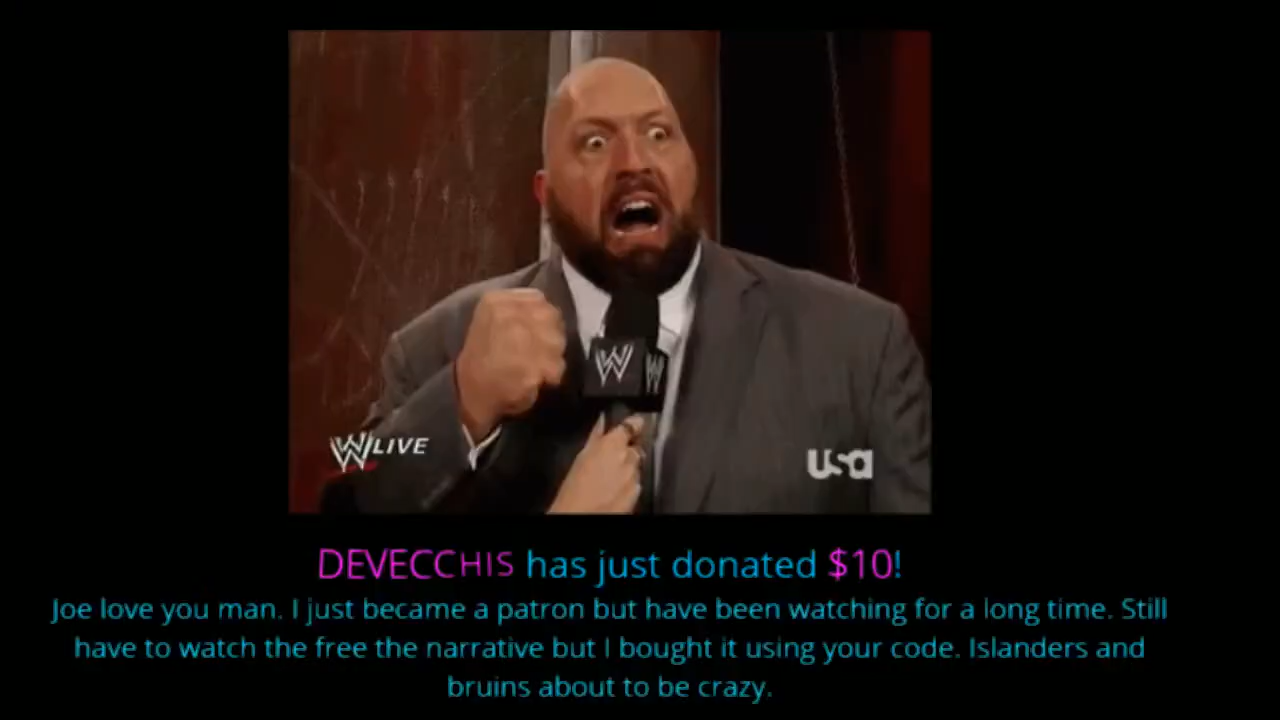 W W
W LIVE
usa
DEVECCHIS has just donated $10!
Joe love you man. I just became a patron but have been watching for a long time. Still
have to watch the free the narrative but I bought it using your code. Islanders and
bruins about to be crazy.